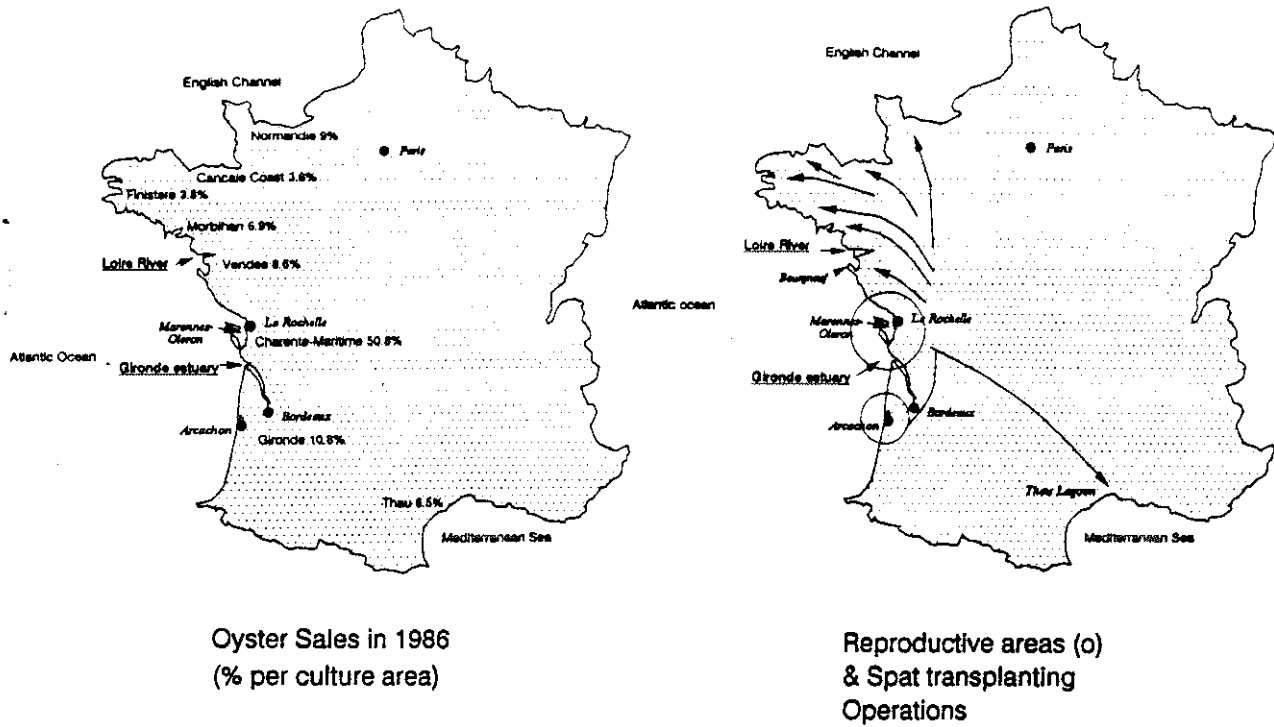 English Channel
Normandie 9%
Paris
Cancale Coast 3.6%
Finistere 3.8%
Morbihan 6.9%
Loire River
Vendee 8.6%
Marennes-
Oleron
La Rochelle
Charente-Maritime 50.8%
Atlantic Ocean
Gironde estuary
Bordeaux
Arcachon
Gironde 10.8%
Thau 6.5%
Mediterranean Sea
Oyster Sales in 1986
(% per culture area)
English Channel
Paris
Loire River
Bourgneuf
Atlantic ocean
Marennes-
Oleron
La Rochelle
Gironde estuary
Bordeaux
Arcachon
Thau Lagoon
Mediterranean Sea
Reproductive areas (o)
& Spat transplanting
Operations